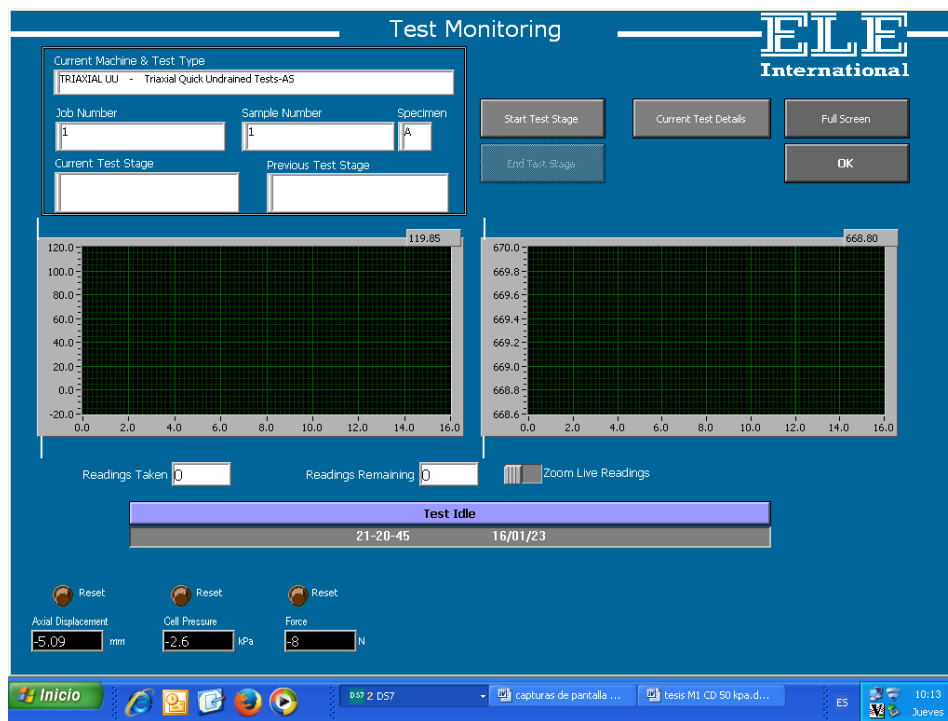 Test Monitoring
ELE
International
Current Machine & Test Type
TRIAXIAL UU - Triaxial Quick Undrained Tests-AS
Job Number Sample Number Specimen
1 1 A
Current Test Stage Previous Test Stage
Start Test Stage Current Test Details Full Screen
End Test Stage OK
119.85
120.0
100.0
80.0
60.0
40.0
20.0
0.0
-20.0
0.0 2.0 4.0 6.0 8.0 10.0 12.0 14.0 16.0
668.80
670.0
669.8
669.6
669.4
669.2
669.0
668.8
668.6
0.0 2.0 4.0 6.0 8.0 10.0 12.0 14.0 16.0
Readings Taken 0 Readings Remaining 0 Zoom Live Readings
Test Idle
21-20-45 16/01/23
Reset Reset Reset
Axial Displacement Cell Pressure Force
-5.09 mm -2.6 kPa -8 N
Inicio DS7 2 DS7 capturas de pantalla ... tesis M1 CD 50 kpa.d... ES 10:13
Jueves